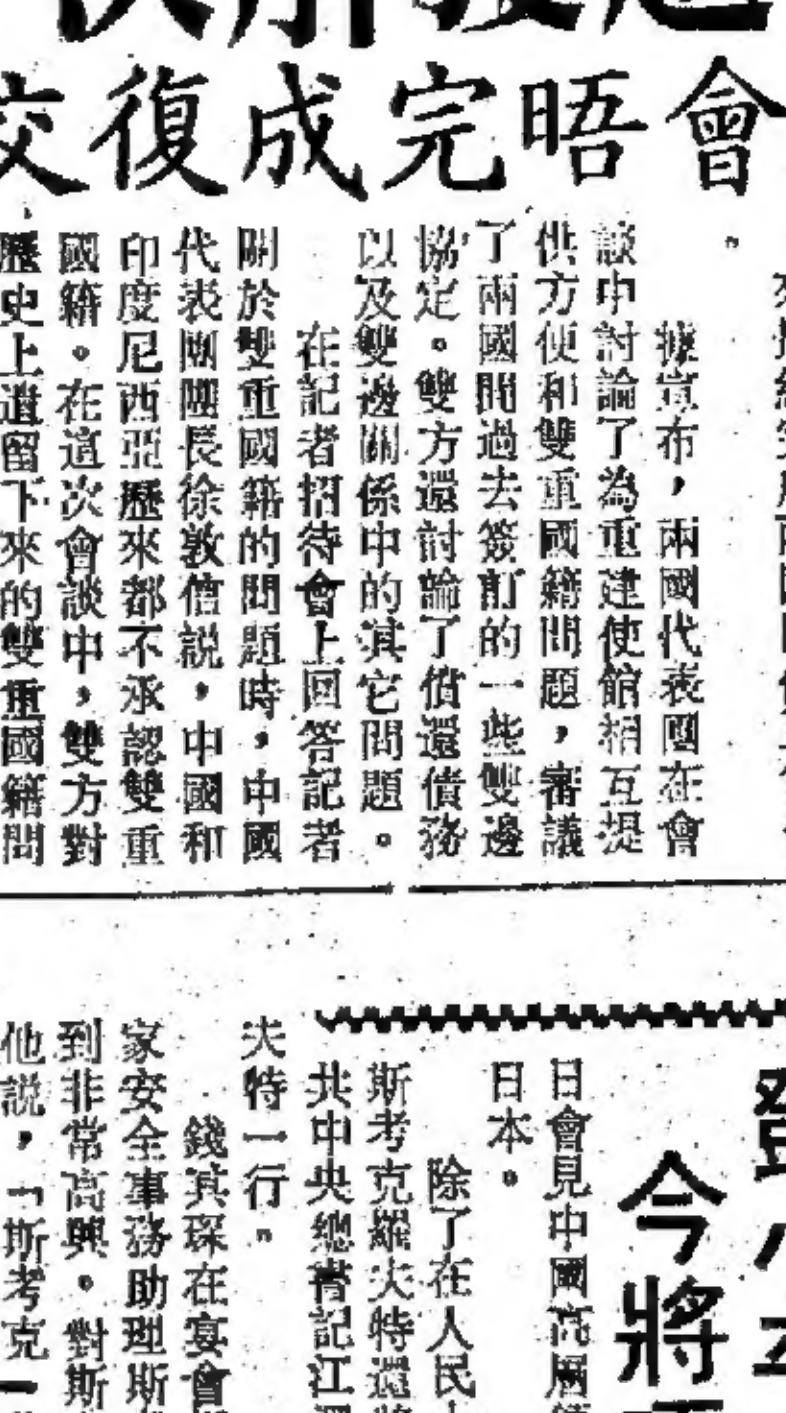 會晤完成復交
據宣布，兩國代表團在會
談中討論了為重建使館相互提
供方便和雙重國籍問題，審議
了兩國間過去簽訂的一些雙邊
協定。雙方還討論了償還債務
以及雙邊關係中的其它問題。
在記者招待會上回答記者
關於雙重國籍的問題時，中國
代表團團長徐敦信説，中國和
印度尼西亞歷來都不承認雙重
國籍。在這次會談中，雙方對
歷史上遺留下來的雙重國籍問
今將
日會見中國高層
日本。
除了在人民
斯考克羅夫特還將
共中央總書記江
夫特一行。
錢其琛在宴會
家安全事務助理斯
到非常高興。對斯
他説，「斯考克